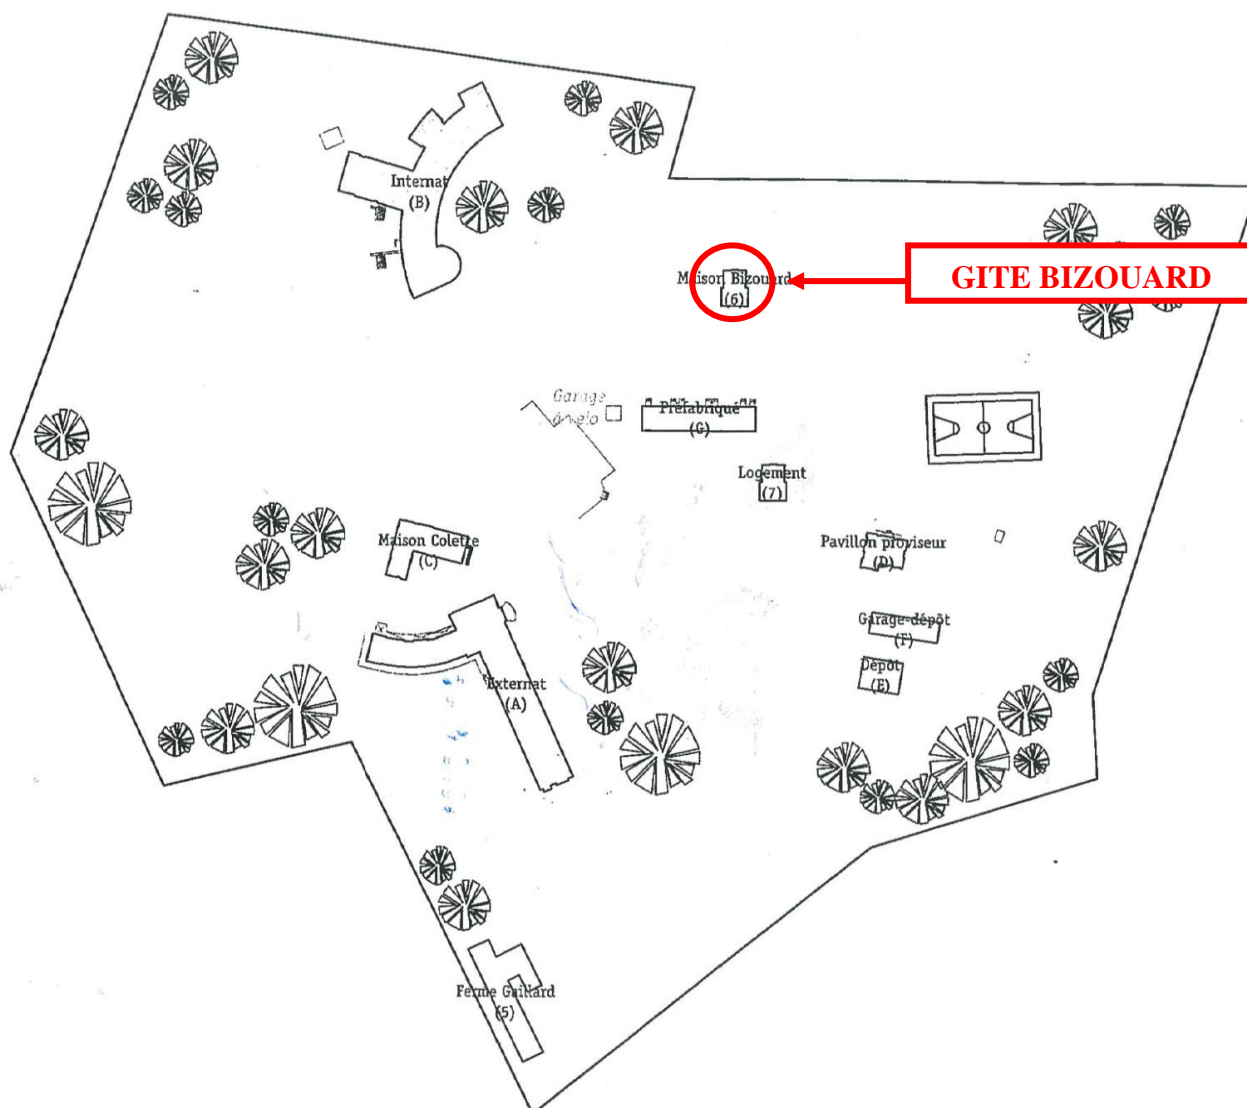 Internat
(B)
Maison Bizouard
(6)
GITE BIZOUARD
Garage
à vélo
Préfabriqué
(G)
Logement
(7)
Maison Colette
(C)
Pavillon proviseur
(D)
Garage-dépôt
(F)
Dépôt
(E)
Externat
(A)
Ferme Gaillard
(5)